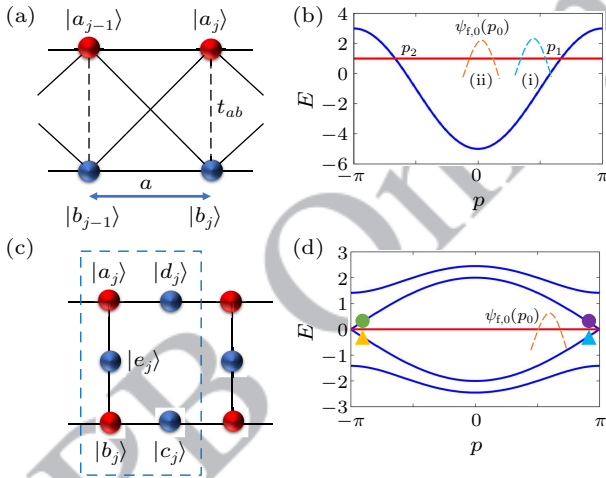 (a)
|a_{j−1}⟩ |a_j⟩
t_{ab}
a
|b_{j−1}⟩ |b_j⟩
(b)
4
2
0
−2
−4
−6
E
ψ_{f,0}(p_0)
p_2 p_1
(ii) (i)
−π 0 π
p
(c)
|a_j⟩ |d_j⟩
|e_j⟩
|b_j⟩ |c_j⟩
(d)
3
2
1
0
−1
−2
−3
E
ψ_{f,0}(p_0)
−π 0 π
p